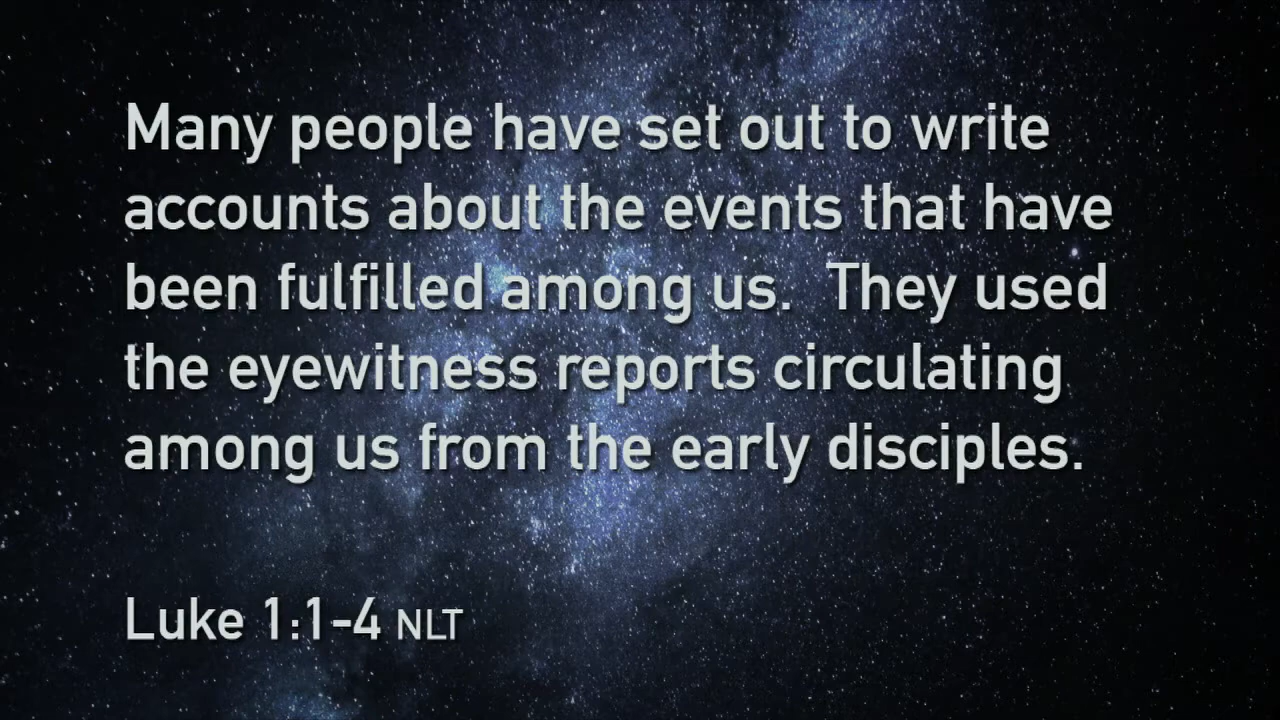 Many people have set out to write
accounts about the events that have
been fulfilled among us.  They used
the eyewitness reports circulating
among us from the early disciples.
Luke 1:1-4 NLT